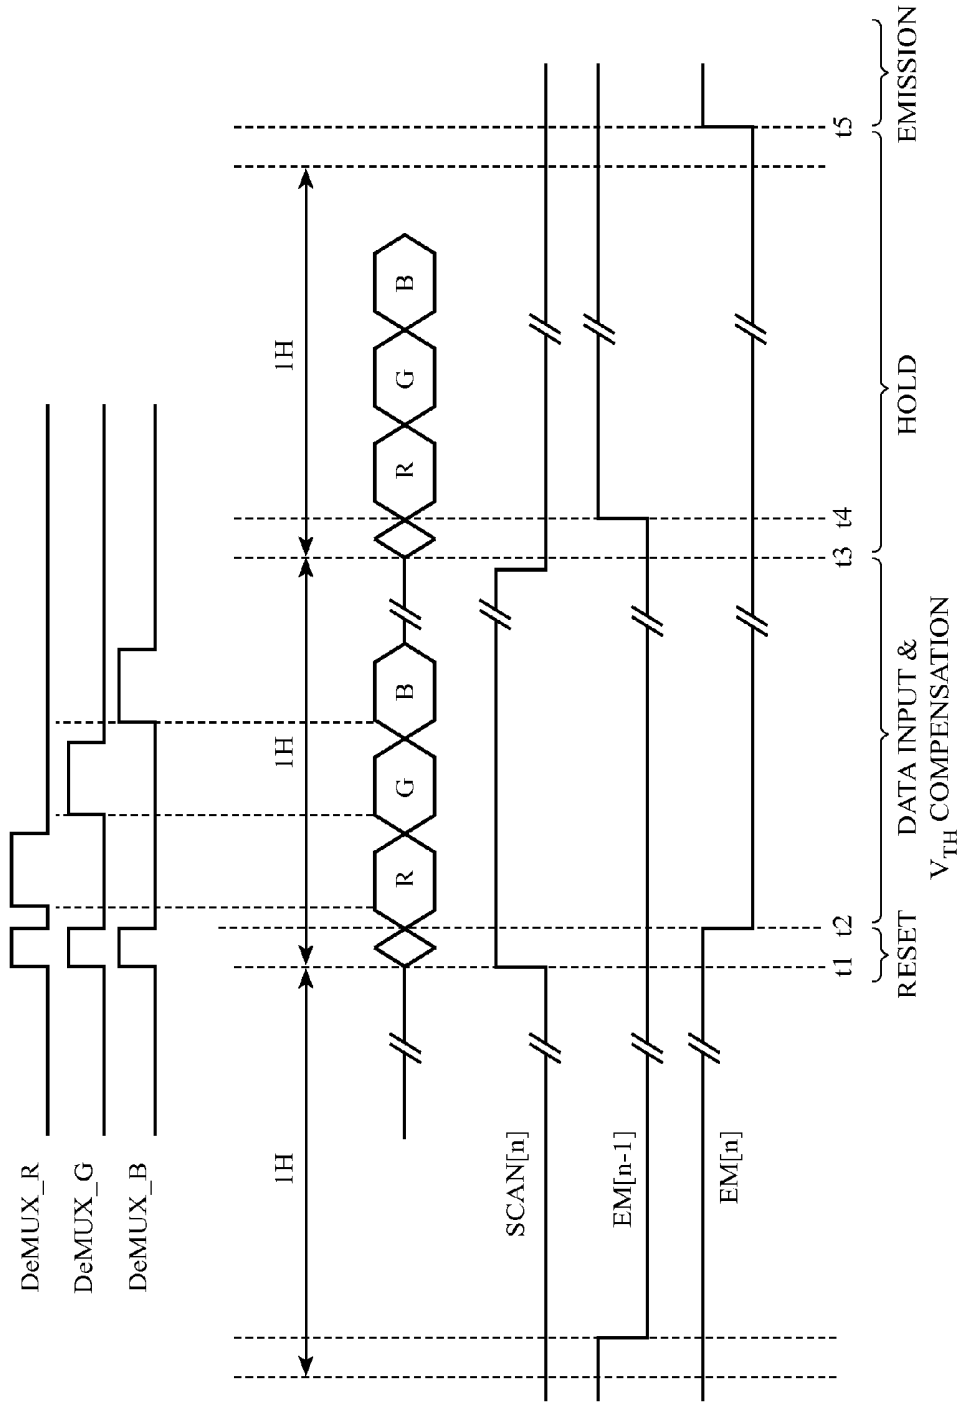 DeMUX_R
DeMUX_G
DeMUX_B
1H
1H
1H
R
G
B
R
G
B
SCAN[n]
EM[n-1]
EM[n]
t1
t2
t3
t4
t5
RESET
DATA INPUT &
VTH COMPENSATION
HOLD
EMISSION